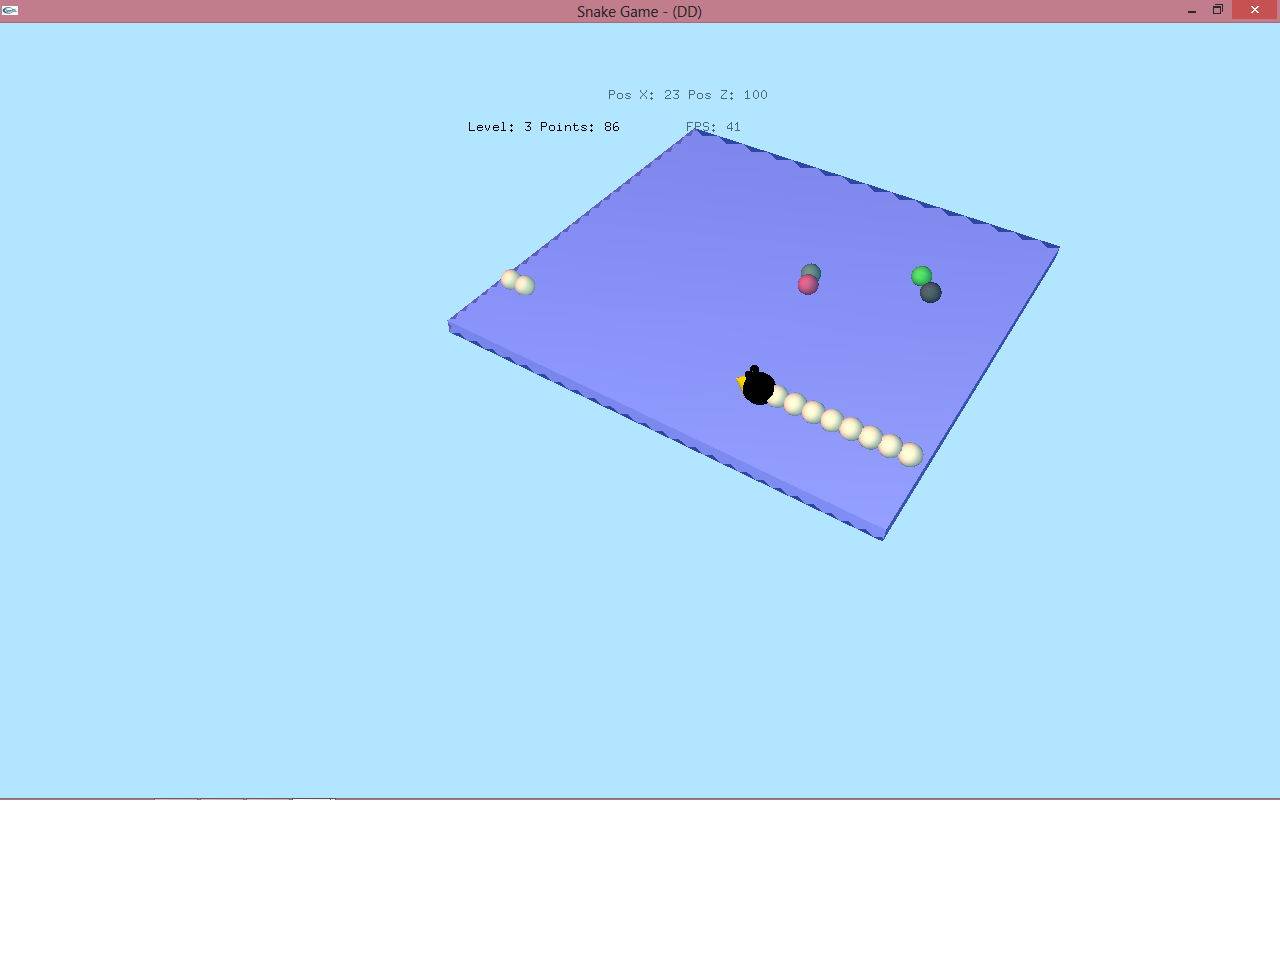 Snake Game - (DD)
Pos X: 23 Pos Z: 100
Level: 3 Points: 86 FPS: 41